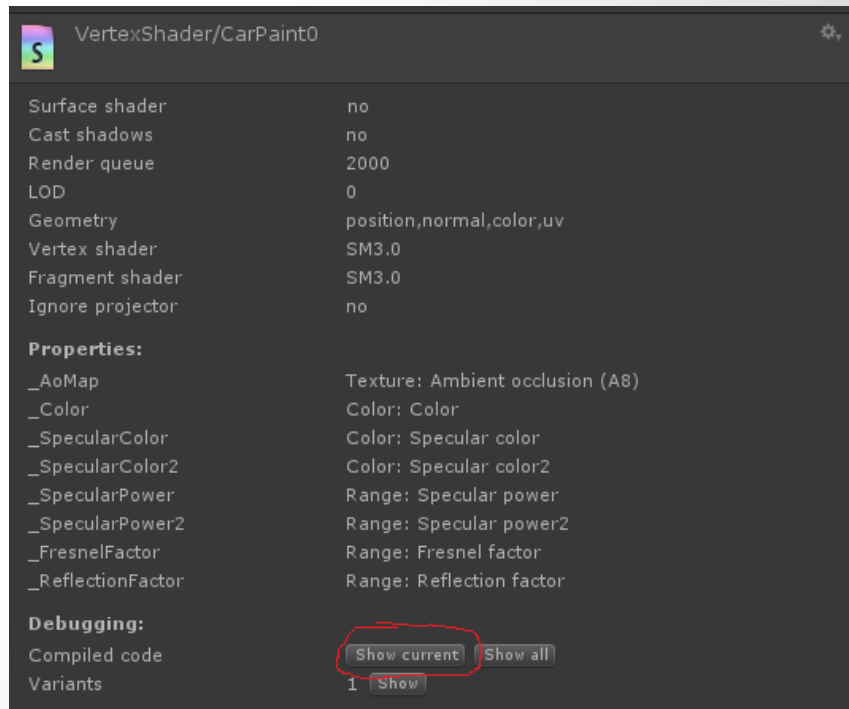 VertexShader/CarPaint0
Surface shader no
Cast shadows no
Render queue 2000
LOD 0
Geometry position,normal,color,uv
Vertex shader SM3.0
Fragment shader SM3.0
Ignore projector no
Properties:
_AoMap Texture: Ambient occlusion (A8)
_Color Color: Color
_SpecularColor Color: Specular color
_SpecularColor2 Color: Specular color2
_SpecularPower Range: Specular power
_SpecularPower2 Range: Specular power2
_FresnelFactor Range: Fresnel factor
_ReflectionFactor Range: Reflection factor
Debugging:
Compiled code Show current Show all
Variants 1 Show